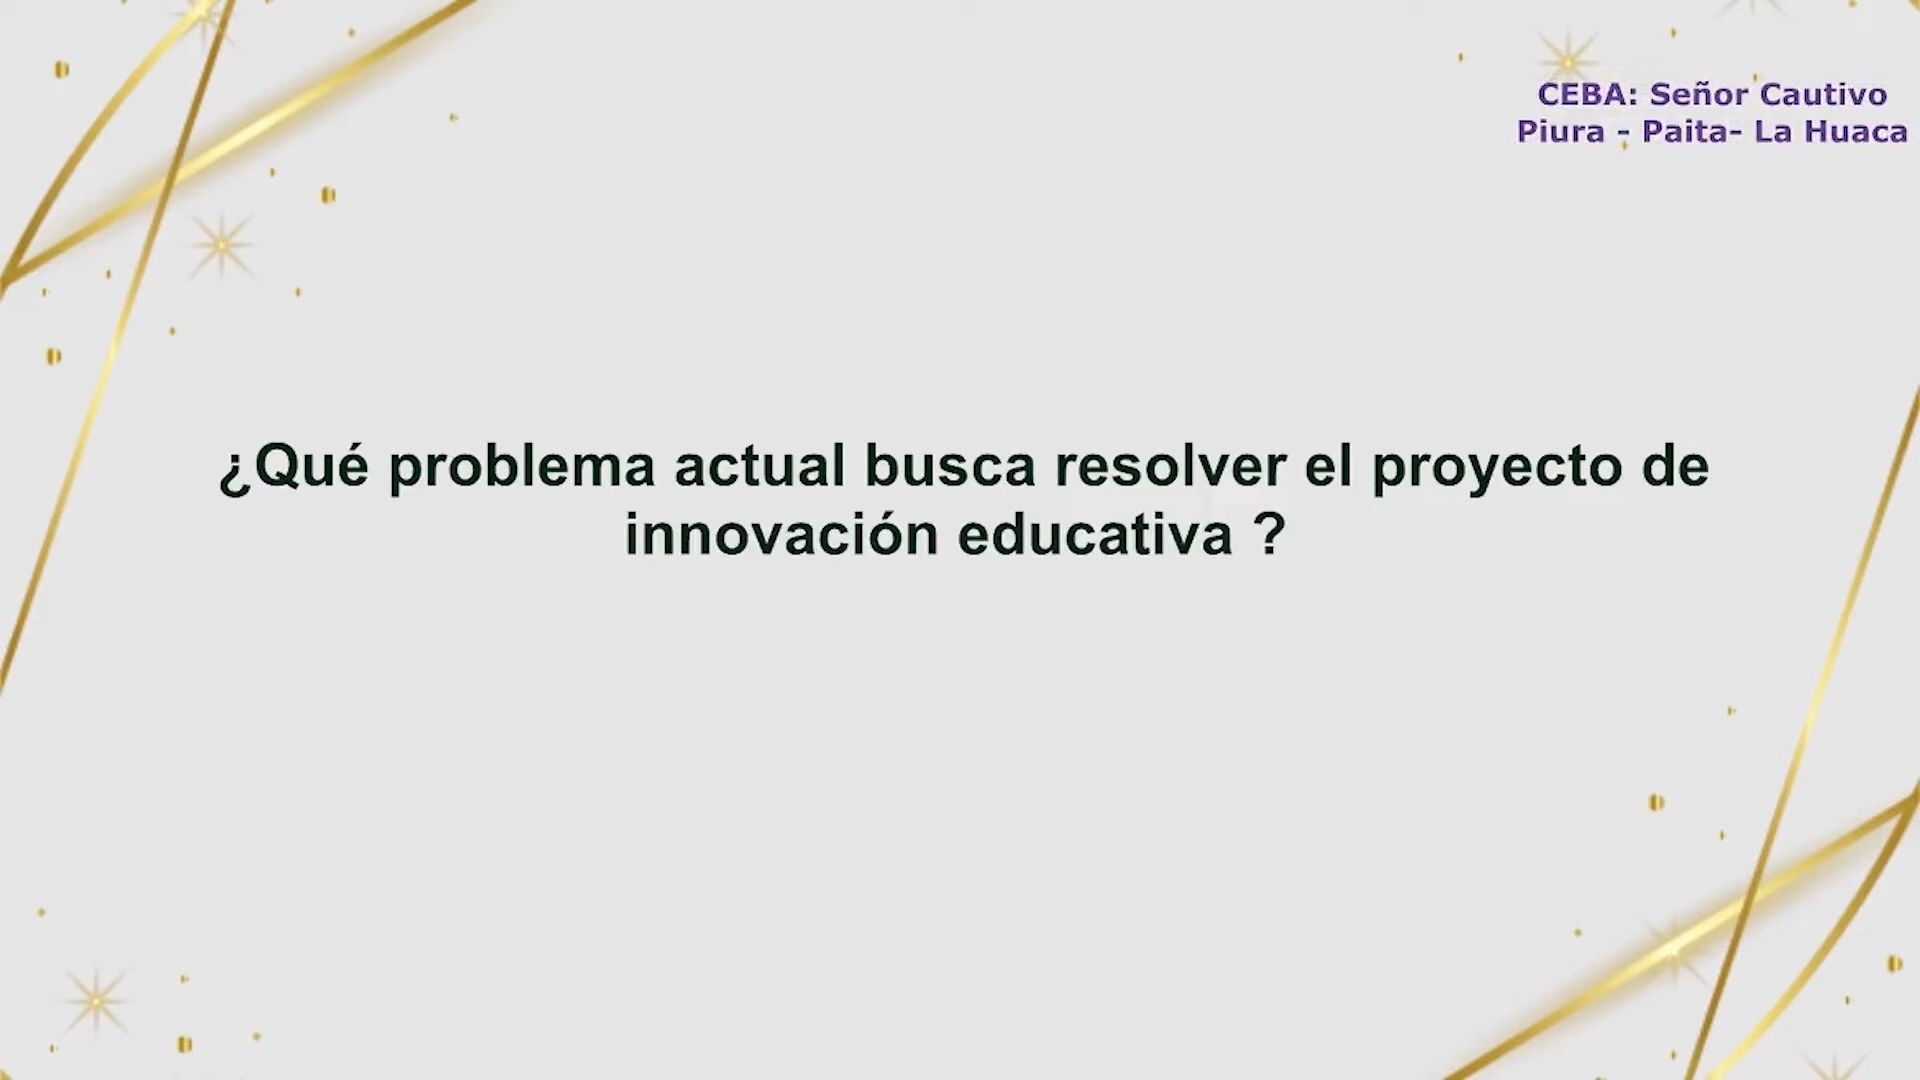 CEBA: Señor Cautivo
Piura - Paita- La Huaca
¿Qué problema actual busca resolver el proyecto de
innovación educativa ?